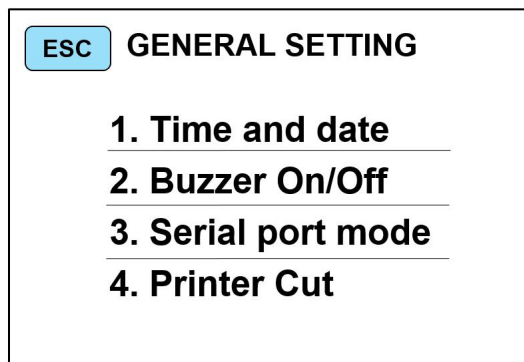 ESC GENERAL SETTING
1. Time and date
2. Buzzer On/Off
3. Serial port mode
4. Printer Cut